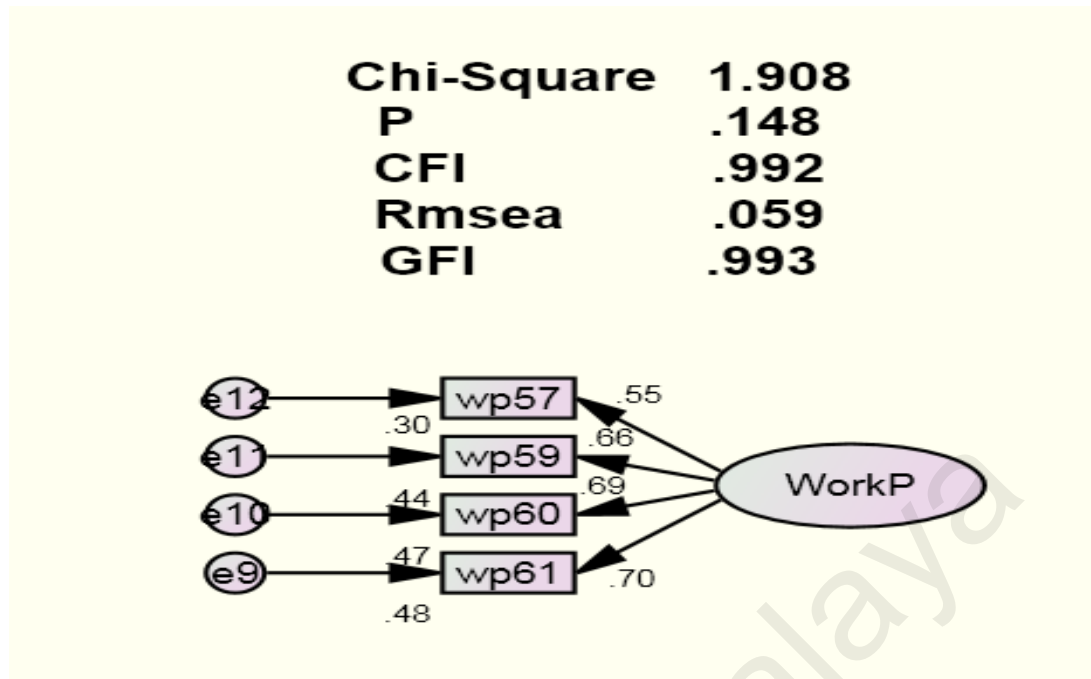 Chi-Square 1.908
P .148
CFI .992
Rmsea .059
GFI .993
e12 wp57 .55
.30 .66
e11 wp59 WorkP
.69
.44
e10 wp60
.47
e9 wp61 .70
.48
alaya